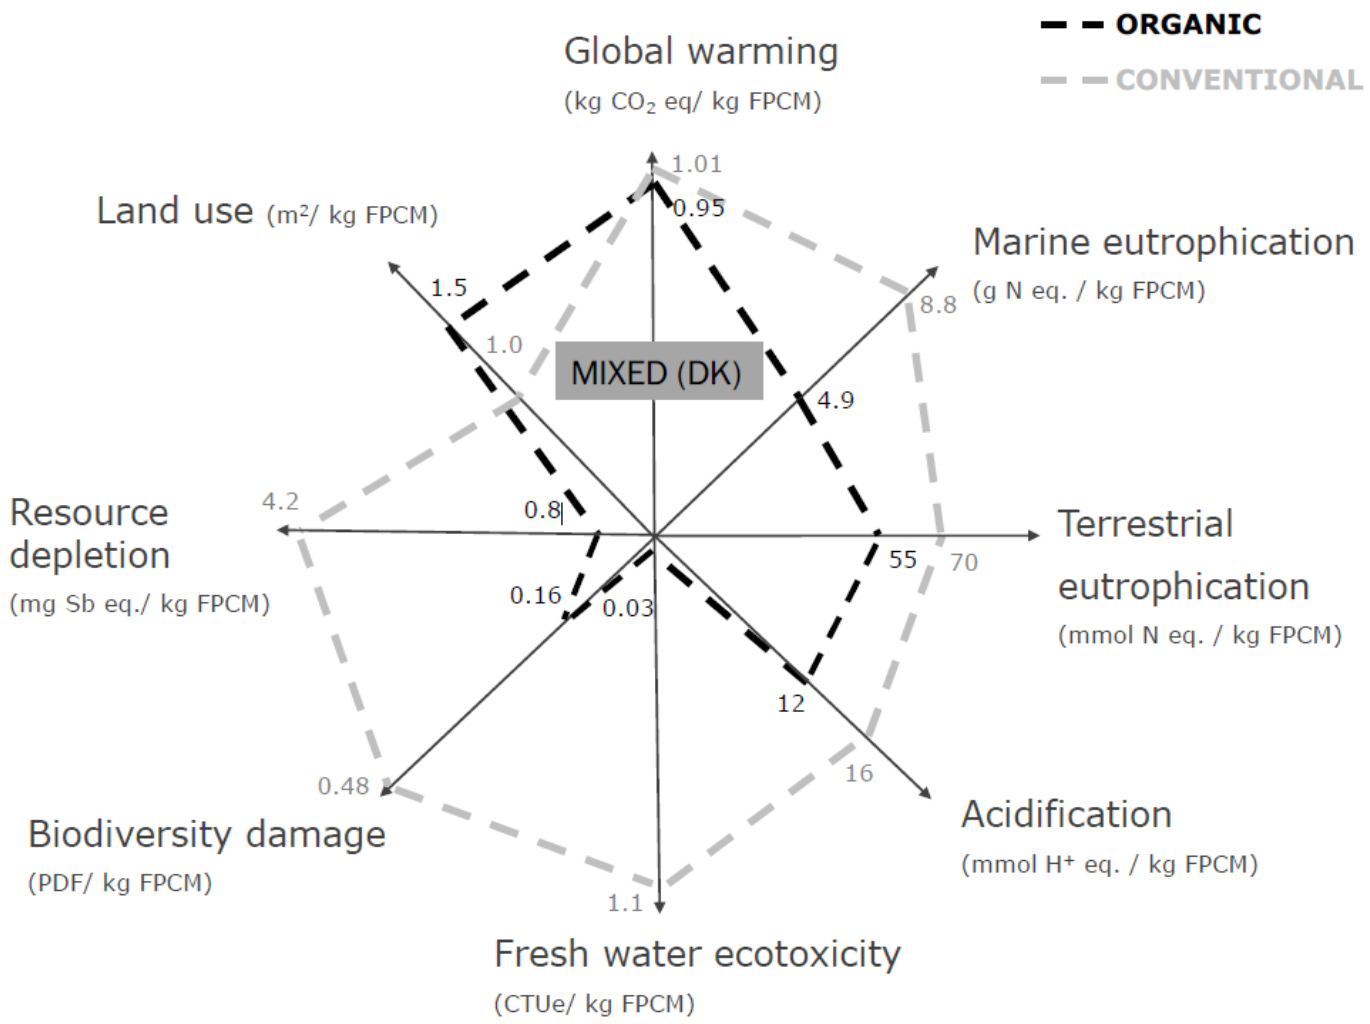 ORGANIC
CONVENTIONAL
Global warming
(kg CO₂ eq/ kg FPCM)
1.01
0.95
Land use (m²/ kg FPCM)
1.5
1.0
Marine eutrophication
(g N eq. / kg FPCM)
8.8
MIXED (DK)
4.9
Resource
depletion
(mg Sb eq./ kg FPCM)
4.2
0.8
Terrestrial
eutrophication
(mmol N eq. / kg FPCM)
55
70
0.16
0.03
12
16
Acidification
(mmol H⁺ eq. / kg FPCM)
0.48
Biodiversity damage
(PDF/ kg FPCM)
1.1
Fresh water ecotoxicity
(CTUe/ kg FPCM)